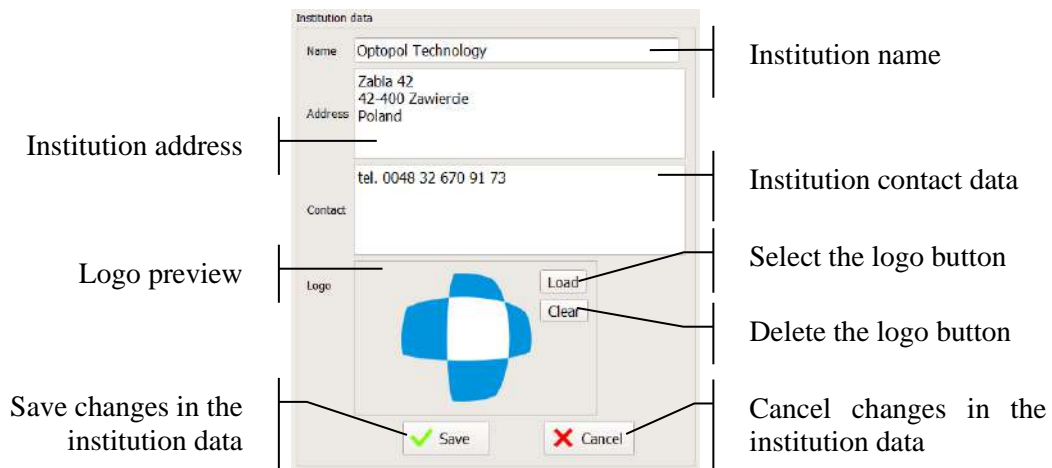 Institution data
Name Optopol Technology
Institution name
Address Zabia 42
42-400 Zawiercie
Poland
Institution address
Contact tel. 0048 32 670 91 73
Institution contact data
Logo preview
Logo
Load
Select the logo button
Clear
Delete the logo button
Save changes in the
institution data
Save
Cancel
Cancel changes in the
institution data